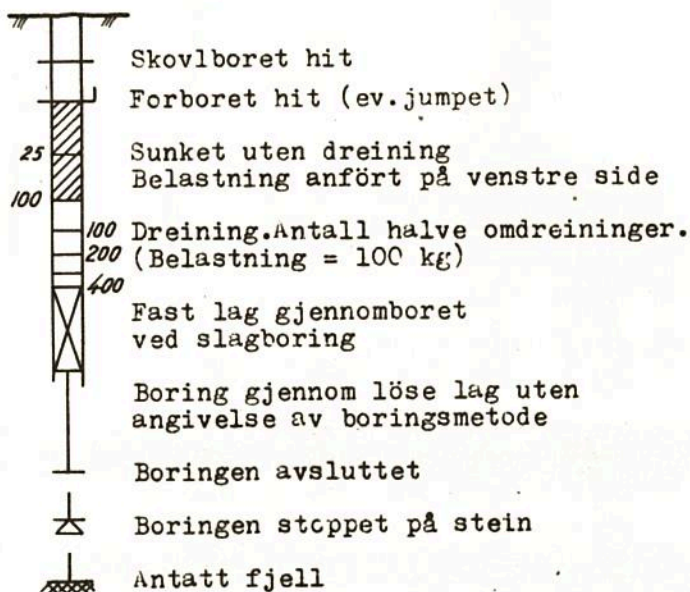 Skovlboret hit
Forboret hit (ev.jumpet)
25 Sunket uten dreining
Belastning anfört på venstre side
100
100 Dreining.Antall halve omdreininger.
200 (Belastning = 100 kg)
400
Fast lag gjennomboret
ved slagboring
Boring gjennom löse lag uten
angivelse av boringsmetode
Boringen avsluttet
Boringen stoppet på stein
Antatt fjell